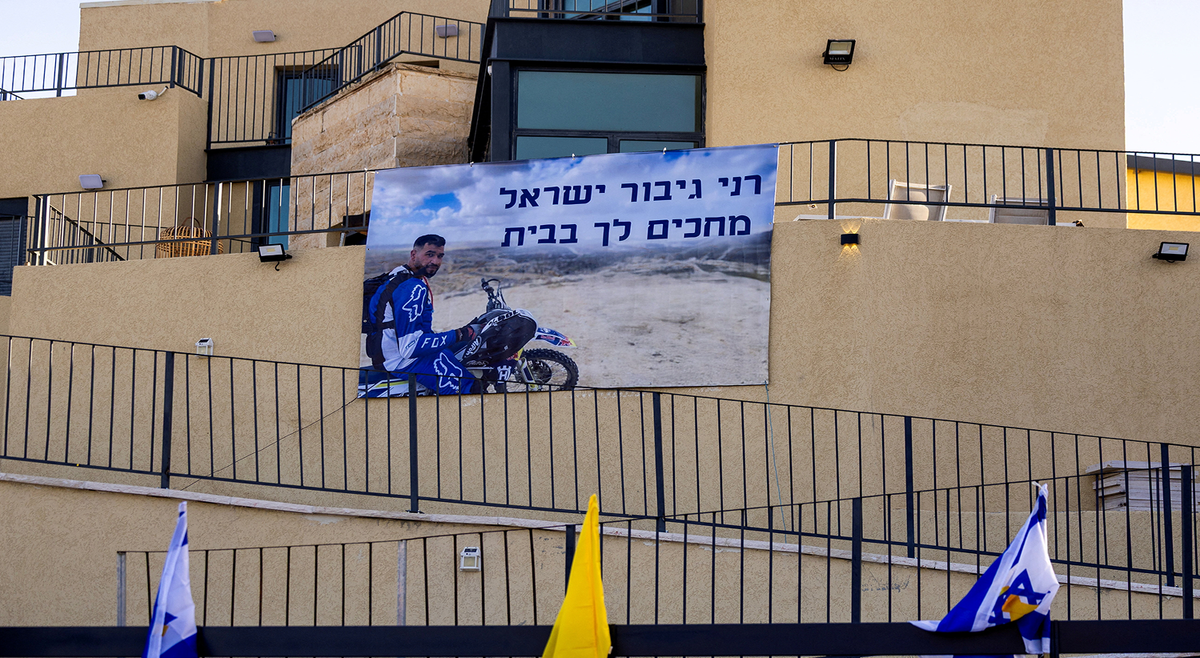 רני גיבור ישראל
מחכים לך בבית
FOX